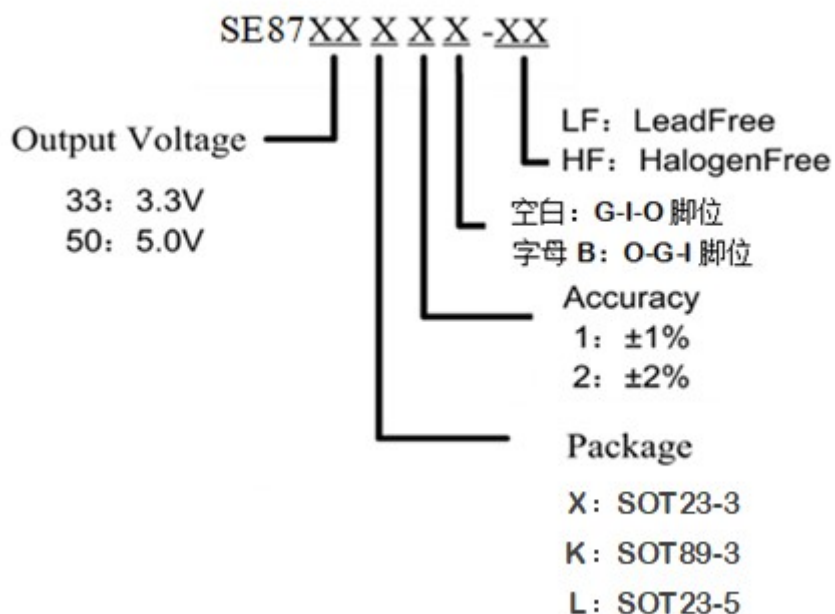 SE87XX X X X -XX
Output Voltage
33：3.3V
50：5.0V
LF：LeadFree
HF：HalogenFree
空白：G-I-O 脚位
字母 B：O-G-I 脚位
Accuracy
1：±1%
2：±2%
Package
X：SOT23-3
K：SOT89-3
L：SOT23-5